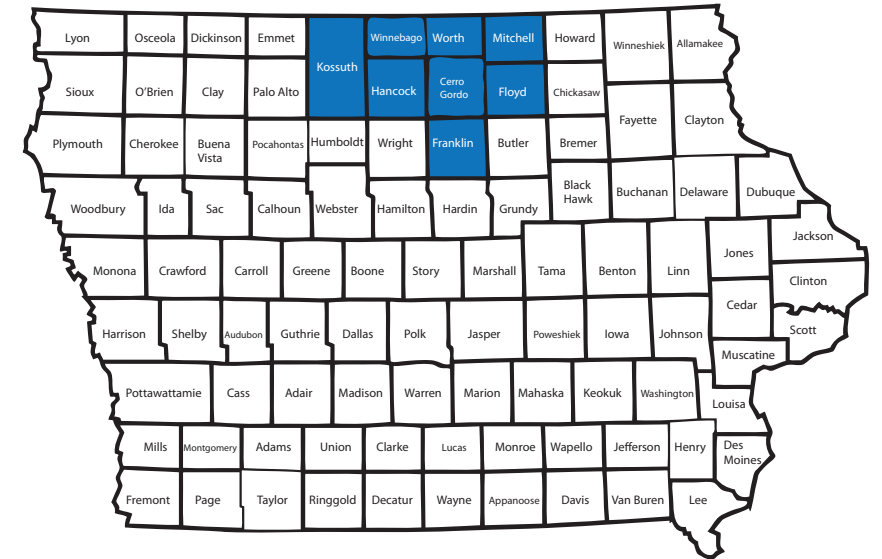 Lyon
Osceola
Dickinson
Emmet
Kossuth
Winnebago
Worth
Mitchell
Howard
Winneshiek
Allamakee
Sioux
O'Brien
Clay
Palo Alto
Hancock
Cerro
Gordo
Floyd
Chickasaw
Fayette
Clayton
Plymouth
Cherokee
Buena
Vista
Pocahontas
Humboldt
Wright
Franklin
Butler
Bremer
Black
Hawk
Buchanan
Delaware
Dubuque
Woodbury
Ida
Sac
Calhoun
Webster
Hamilton
Hardin
Grundy
Jackson
Monona
Crawford
Carroll
Greene
Boone
Story
Marshall
Tama
Benton
Linn
Jones
Clinton
Cedar
Harrison
Shelby
Audubon
Guthrie
Dallas
Polk
Jasper
Poweshiek
Iowa
Johnson
Scott
Muscatine
Pottawattamie
Cass
Adair
Madison
Warren
Marion
Mahaska
Keokuk
Washington
Louisa
Mills
Montgomery
Adams
Union
Clarke
Lucas
Monroe
Wapello
Jefferson
Henry
Des
Moines
Fremont
Page
Taylor
Ringgold
Decatur
Wayne
Appanoose
Davis
Van Buren
Lee